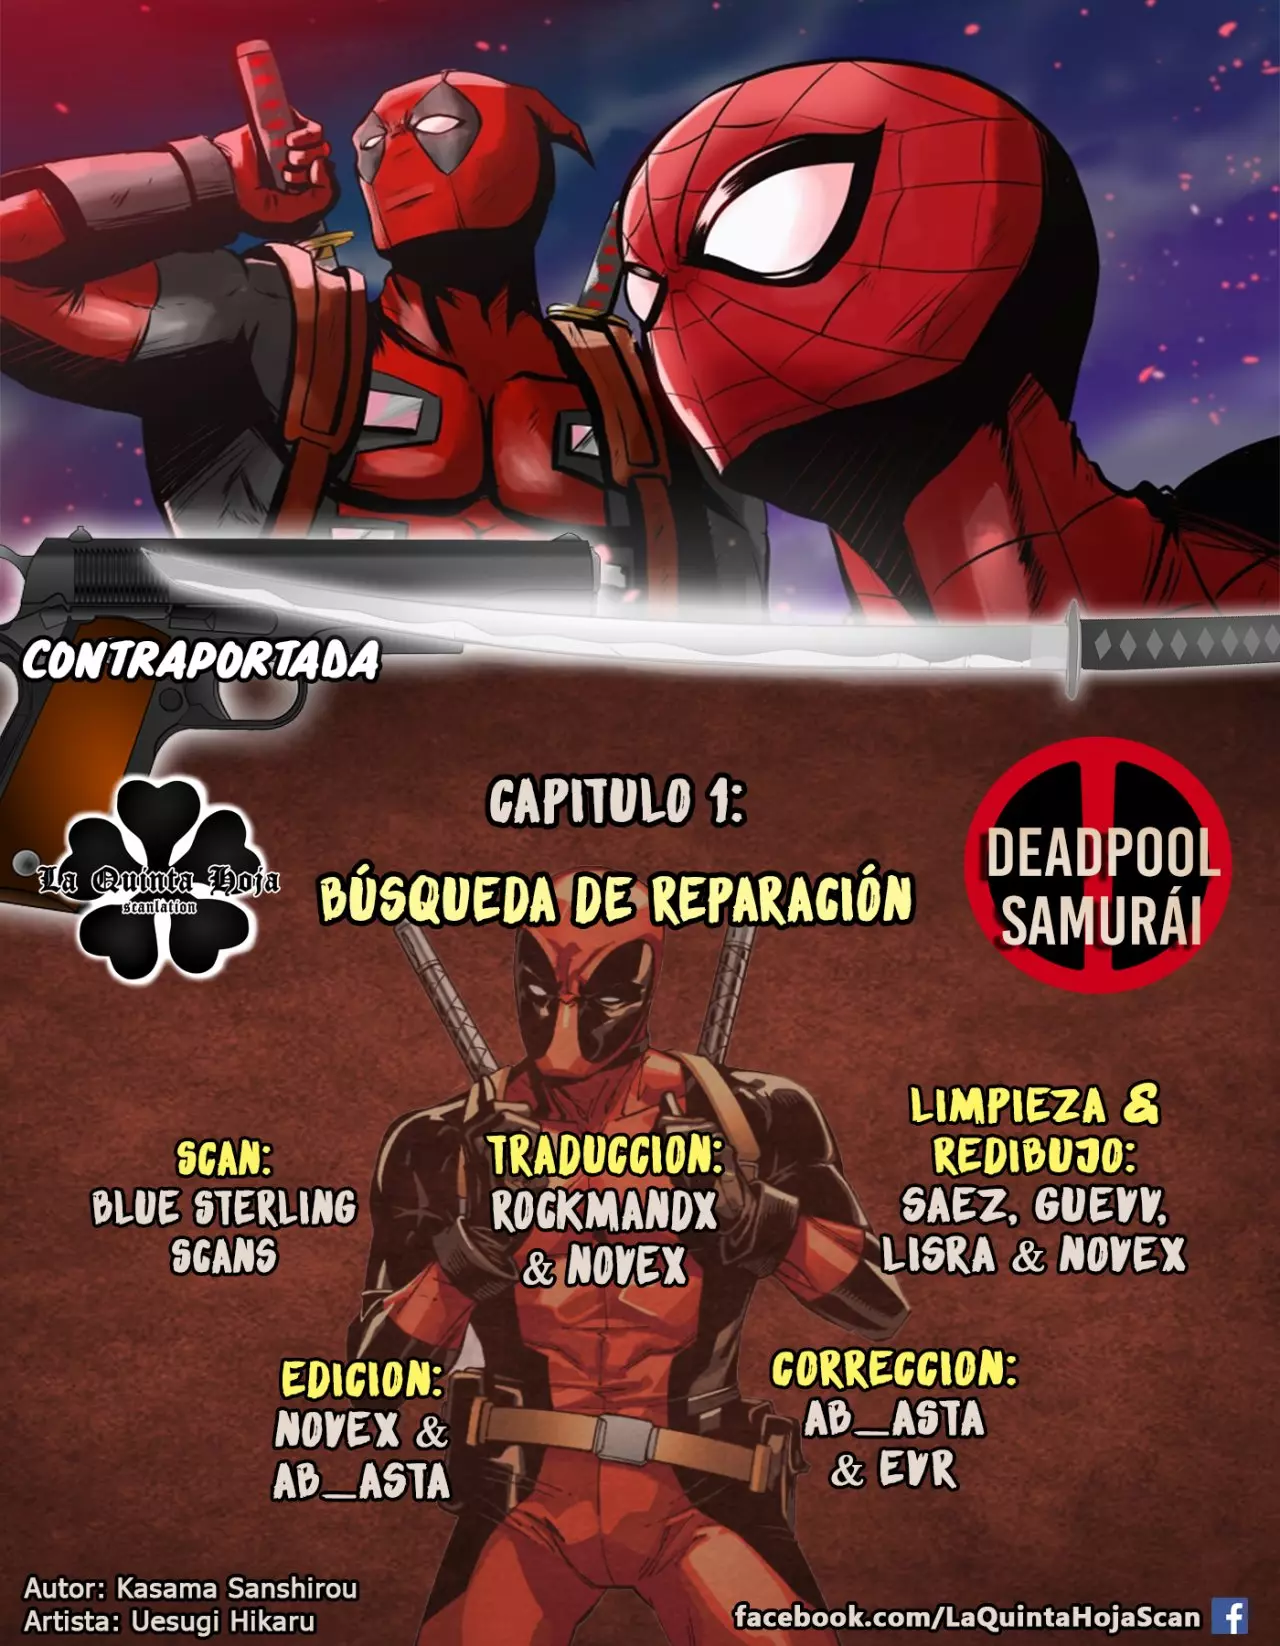 CONTRAPORTADA
La Quinta Hoja
scanlation
CAPITULO 1:
BÚSQUEDA DE REPARACIÓN
DEADPOOL
SAMURÁI
SCAN:
BLUE STERLING
SCANS
TRADUCCION:
ROCKMANDX
& NOVEX
LIMPIEZA &
REDIBUJO:
SAEZ, GUEVV,
LISRA & NOVEX
EDICION:
NOVEX &
AB_ASTA
CORRECCION:
AB_ASTA
& EVR
Autor: Kasama Sanshirou
Artista: Uesugi Hikaru
facebook.com/LaQuintaHojaScan f